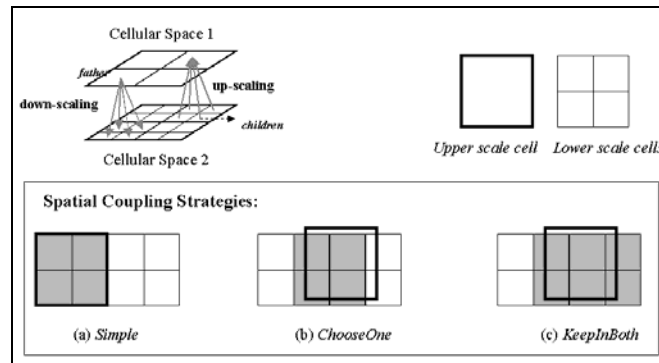 Cellular Space 1
father
up-scaling
down-scaling
children
Cellular Space 2
Upper scale cell
Lower scale cells
Spatial Coupling Strategies:
(a) Simple
(b) ChooseOne
(c) KeepInBoth